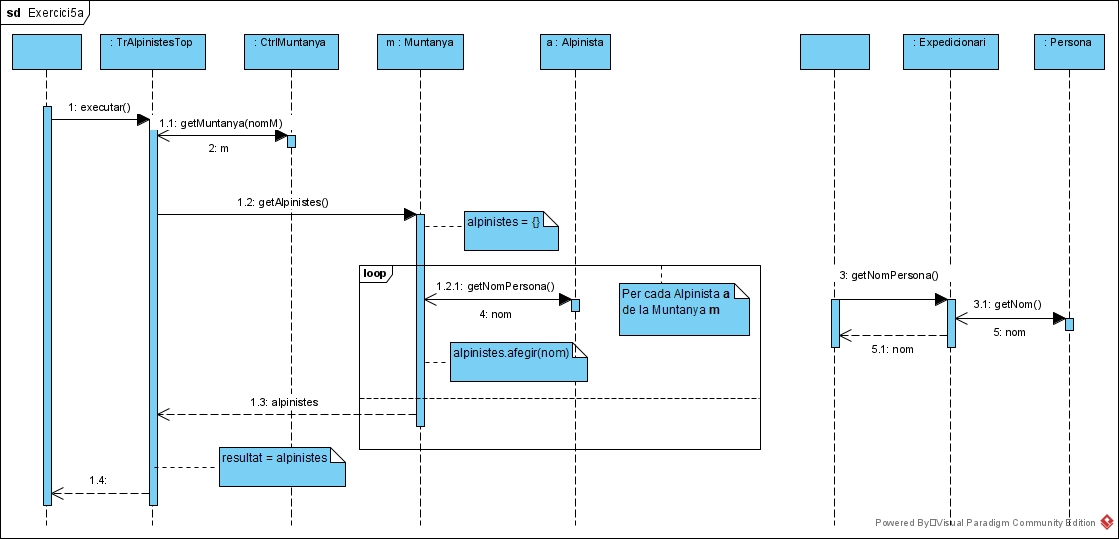 sd Exercici5a
: TrAlpinistesTop
: CtrlMuntanya
m : Muntanya
a : Alpinista
: Expedicionari
: Persona
1: executar()
1.1: getMuntanya(nomM)
2: m
1.2: getAlpinistes()
alpinistes = {}
loop
1.2.1: getNomPersona()
4: nom
Per cada Alpinista a
de la Muntanya m
alpinistes.afegir(nom)
1.3: alpinistes
resultat = alpinistes
1.4:
3: getNomPersona()
3.1: getNom()
5: nom
5.1: nom
Powered By Visual Paradigm Community Edition